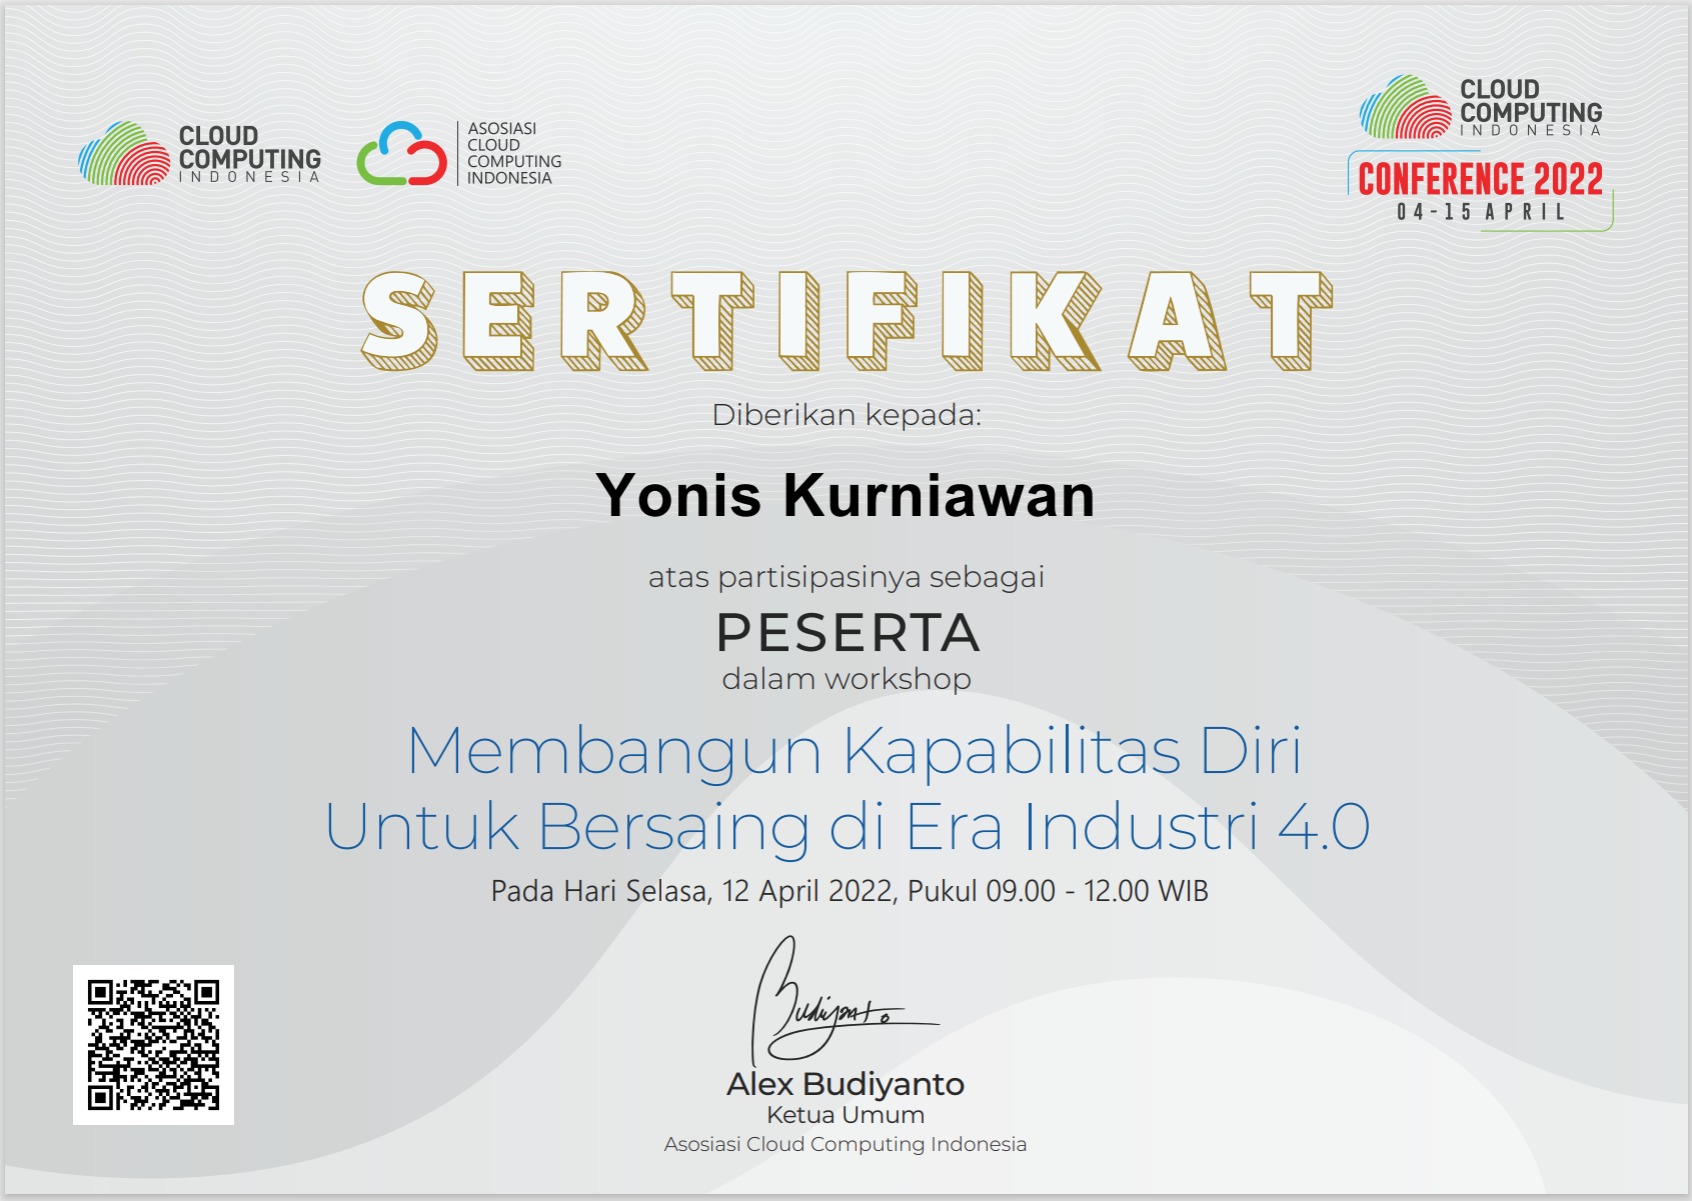 CLOUD
COMPUTING
INDONESIA
ASOSIASI
CLOUD
COMPUTING
INDONESIA
CLOUD
COMPUTING
INDONESIA
CONFERENCE 2022
04-15 APRIL
SERTIFIKAT
Diberikan kepada:
Yonis Kurniawan
atas partisipasinya sebagai
PESERTA
dalam workshop
Membangun Kapabilitas Diri
Untuk Bersaing di Era Industri 4.0
Pada Hari Selasa, 12 April 2022, Pukul 09.00 - 12.00 WIB
Budiyanto
Alex Budiyanto
Ketua Umum
Asosiasi Cloud Computing Indonesia